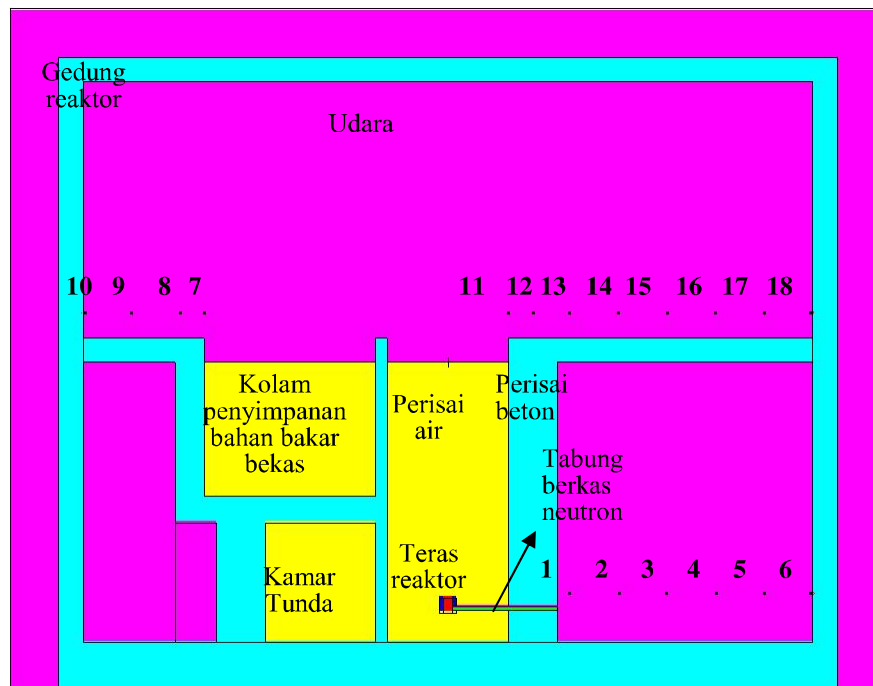 Gedung
reaktor
Udara
10 9 8 7 11 12 13 14 15 16 17 18
Kolam
penyimpanan
bahan bakar
bekas
Perisai
air
Perisai
beton
Tabung
berkas
neutron
Teras
reaktor
Kamar
Tunda
1 2 3 4 5 6